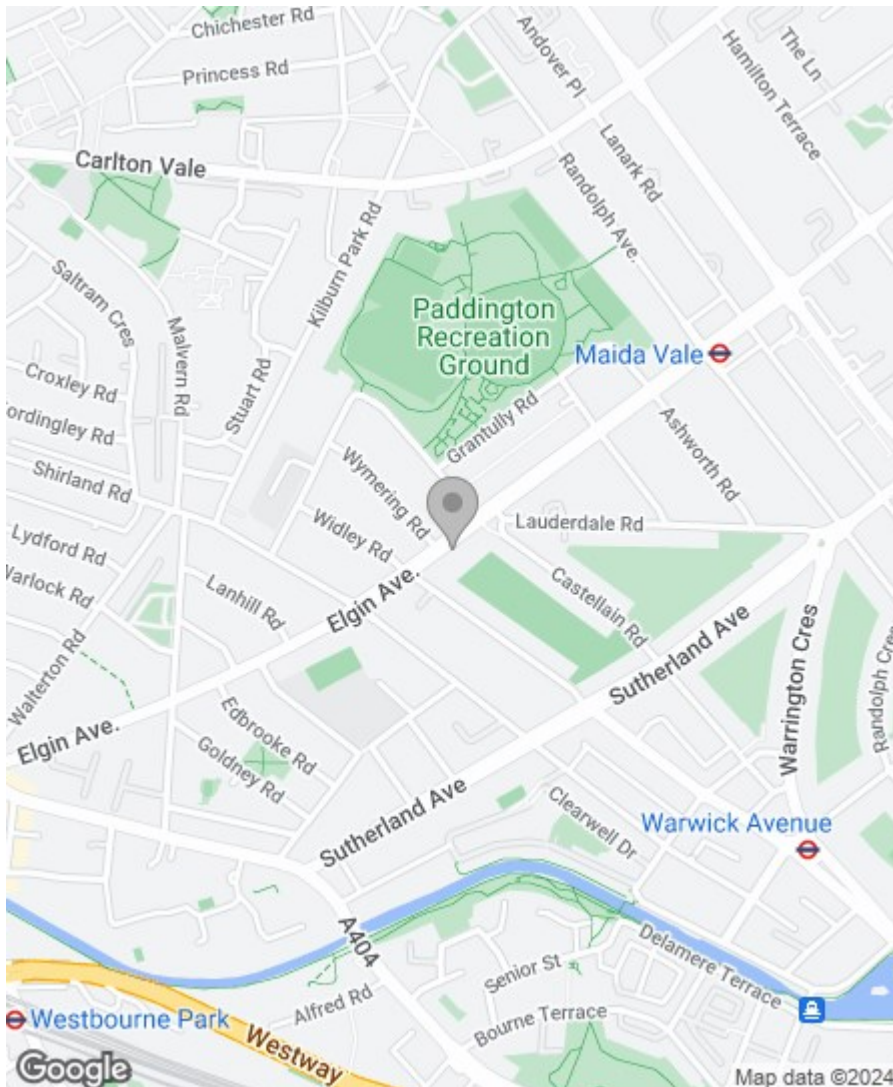 Chichester Rd
Princess Rd
Andover Pl
Hamilton Terrace
The Ln
Lanark Rd
Carlton Vale
Randolph Ave.
Kilburn Park Rd
Saltram Cres
Malvern Rd
Paddington
Recreation
Ground
Maida Vale
Stuart Rd
Croxley Rd
ordingley Rd
Grantully Rd
Ashworth Rd
Shirland Rd
Wymering Rd
Widley Rd
Lauderdale Rd
Lydford Rd
Warlock Rd
Lanhill Rd
Elgin Ave.
Castellain Rd
Walterton Rd
Sutherland Ave
Warrington Cres
Randolph Cres
Elgin Ave.
Edbrooke Rd
Goldney Rd
Sutherland Ave
Clearwell Dr
Warwick Avenue
A404
Senior St
Delamere Terrace
Alfred Rd
Bourne Terrace
Westbourne Park
Westway
Google
Map data ©2024